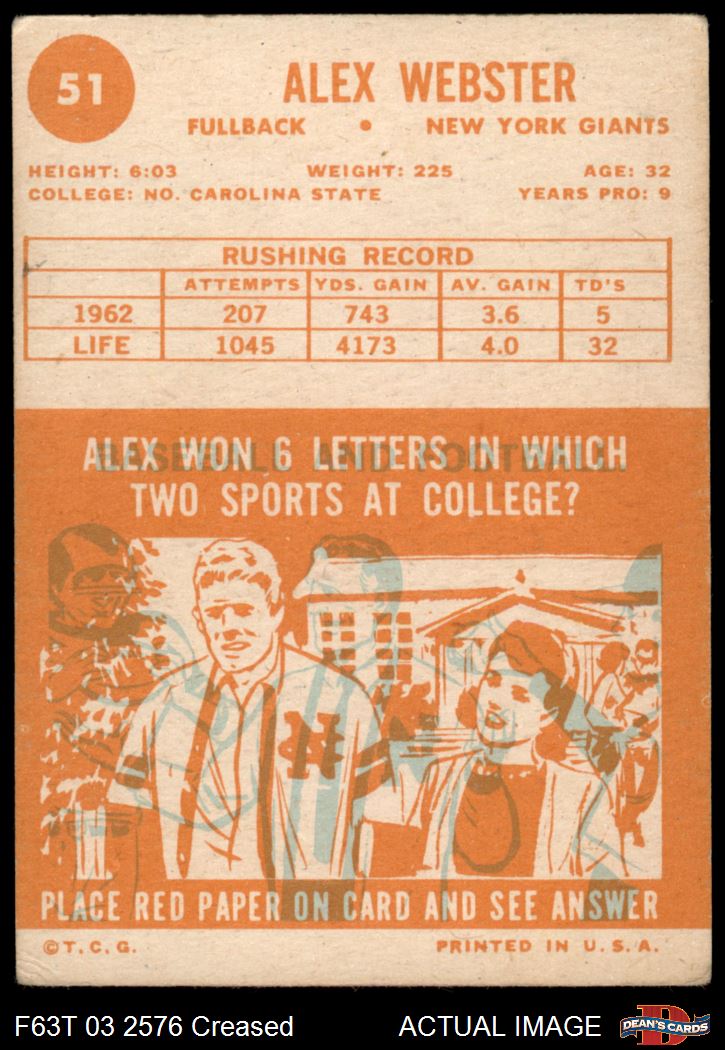 51
ALEX WEBSTER
FULLBACK • NEW YORK GIANTS
HEIGHT: 6:03 WEIGHT: 225 AGE: 32
COLLEGE: NO. CAROLINA STATE YEARS PRO: 9
RUSHING RECORD
ATTEMPTS YDS. GAIN AV. GAIN TD'S
1962 207 743 3.6 5
LIFE 1045 4173 4.0 32
ALEX WON 6 LETTERS IN WHICH
BASEBALL AND FOOTBALL.
TWO SPORTS AT COLLEGE?
PLACE RED PAPER ON CARD AND SEE ANSWER
©T.C.G. PRINTED IN U.S.A.
F63T 03 2576 Creased ACTUAL IMAGE DEAN'S CARDS